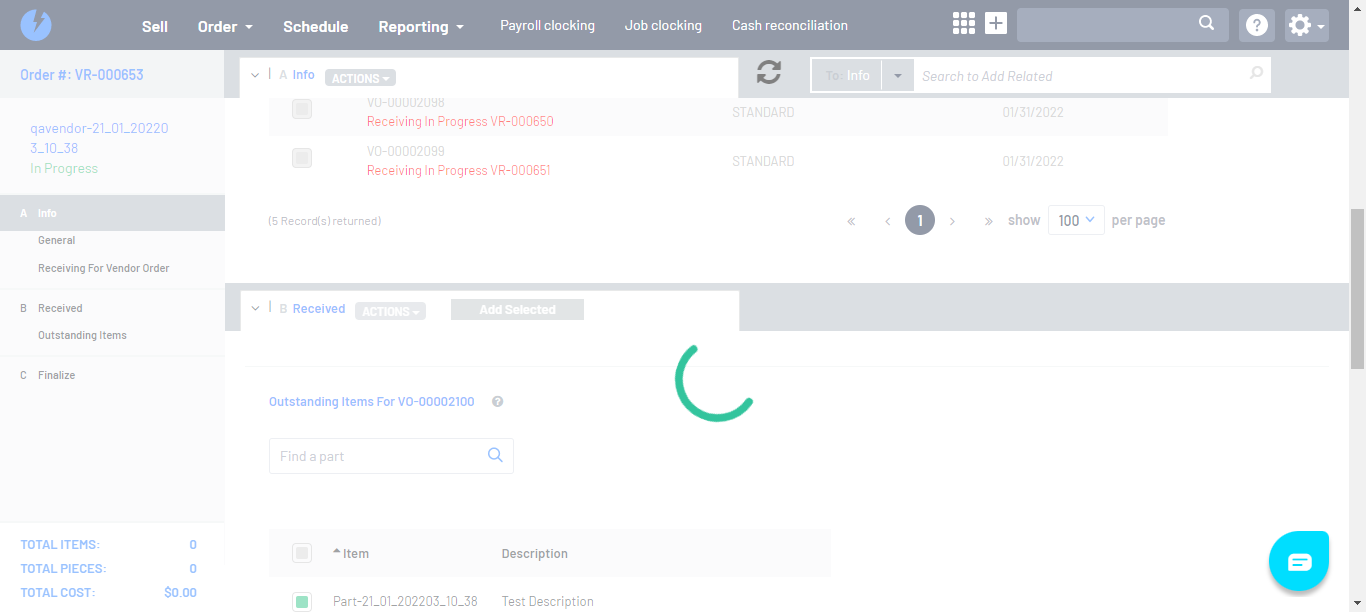 Sell Order Schedule Reporting Payroll clocking Job clocking Cash reconciliation
Order #: VR-000653
A Info ACTIONS
To: Info Search to Add Related
qavendor-21_01_20220
3_10_38
In Progress
A Info
General
Receiving For Vendor Order
B Received
Outstanding Items
C Finalize
TOTAL ITEMS: 0
TOTAL PIECES: 0
TOTAL COST: $0.00
VO-00002098 STANDARD 01/31/2022
Receiving In Progress VR-000650
VO-00002099 STANDARD 01/31/2022
Receiving In Progress VR-000651
(5 Record(s) returned) « ‹ 1 › » show 100 per page
B Received ACTIONS Add Selected
Outstanding Items For VO-00002100 ?
Find a part
Item Description
Part-21_01_202203_10_38 Test Description